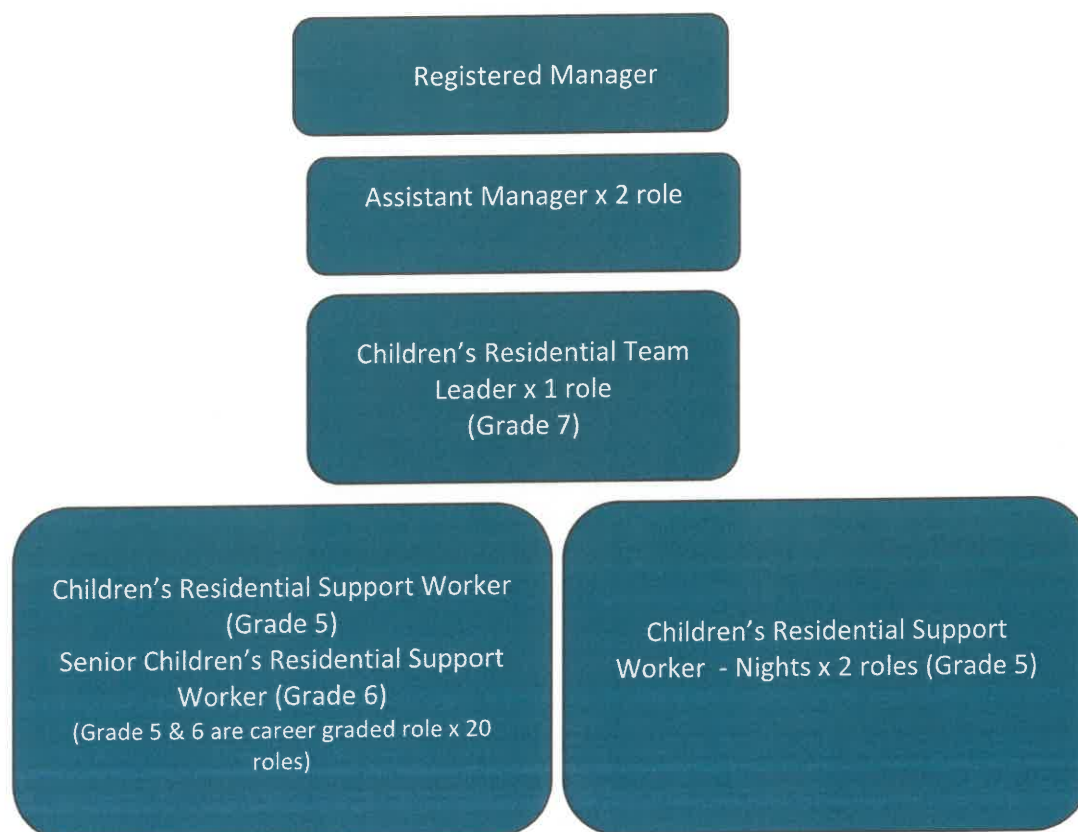 Registered Manager
Assistant Manager x 2 role
Children’s Residential Team
Leader x 1 role
(Grade 7)
Children’s Residential Support Worker
(Grade 5)
Senior Children’s Residential Support
Worker (Grade 6)
(Grade 5 & 6 are career graded role x 20
roles)
Children’s Residential Support
Worker - Nights x 2 roles (Grade 5)